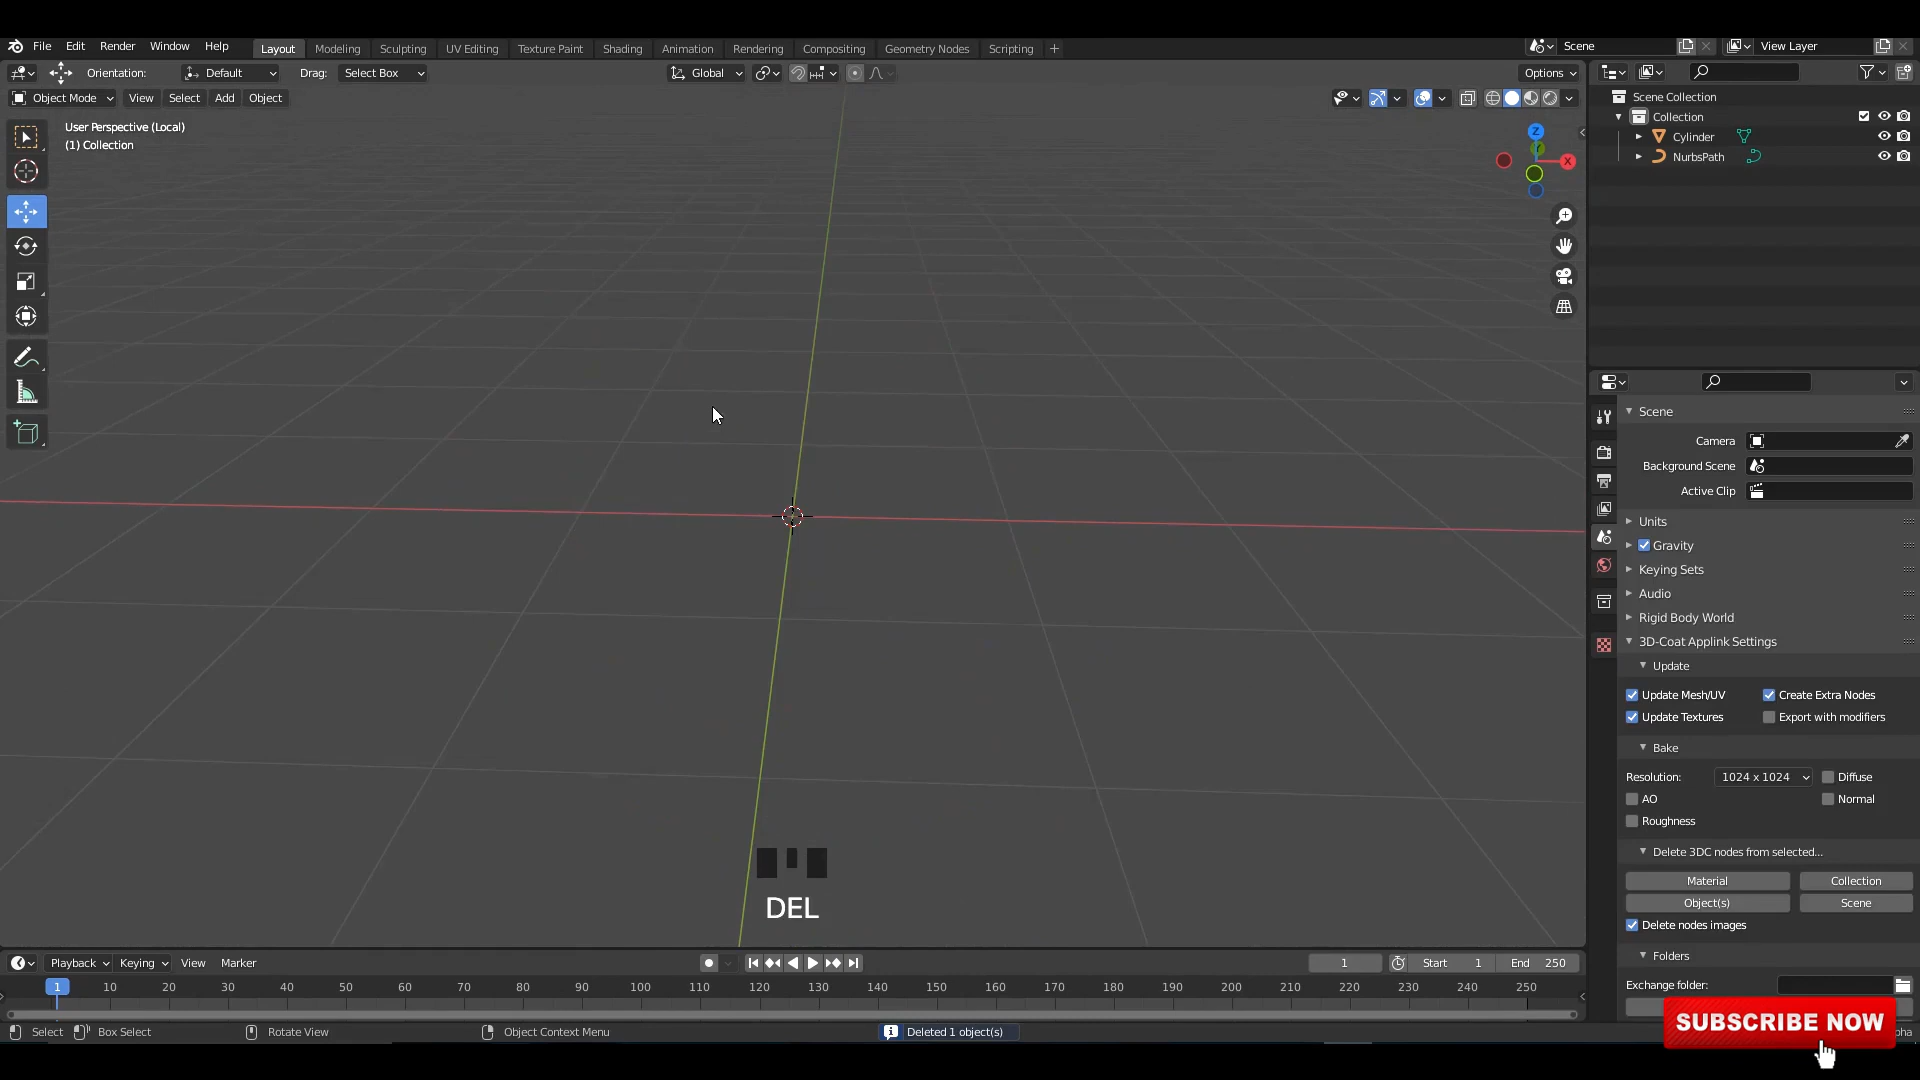 File Edit Render Window Help Layout Modeling Sculpting UV Editing Texture Paint Shading Animation Rendering Compositing Geometry Nodes Scripting + Scene View Layer
Orientation: Default Drag: Select Box Global Options
Object Mode View Select Add Object
User Perspective (Local)
(1) Collection
Z
X
Scene Collection
Collection
Cylinder
NurbsPath
Scene
Camera
Background Scene
Active Clip
Units
Gravity
Keying Sets
Audio
Rigid Body World
3D-Coat Applink Settings
Update
Update Mesh/UV Create Extra Nodes
Update Textures Export with modifiers
Bake
Resolution: 1024 x 1024 Diffuse
AO Normal
Roughness
Delete 3DC nodes from selected...
Material Collection
Object(s) Scene
Delete nodes images
Folders
Exchange folder:
DEL
Playback Keying View Marker 1 Start 1 End 250
1 10 20 30 40 50 60 70 80 90 100 110 120 130 140 150 160 170 180 190 200 210 220 230 240 250
Select Box Select Rotate View Object Context Menu Deleted 1 object(s)
SUBSCRIBE NOW